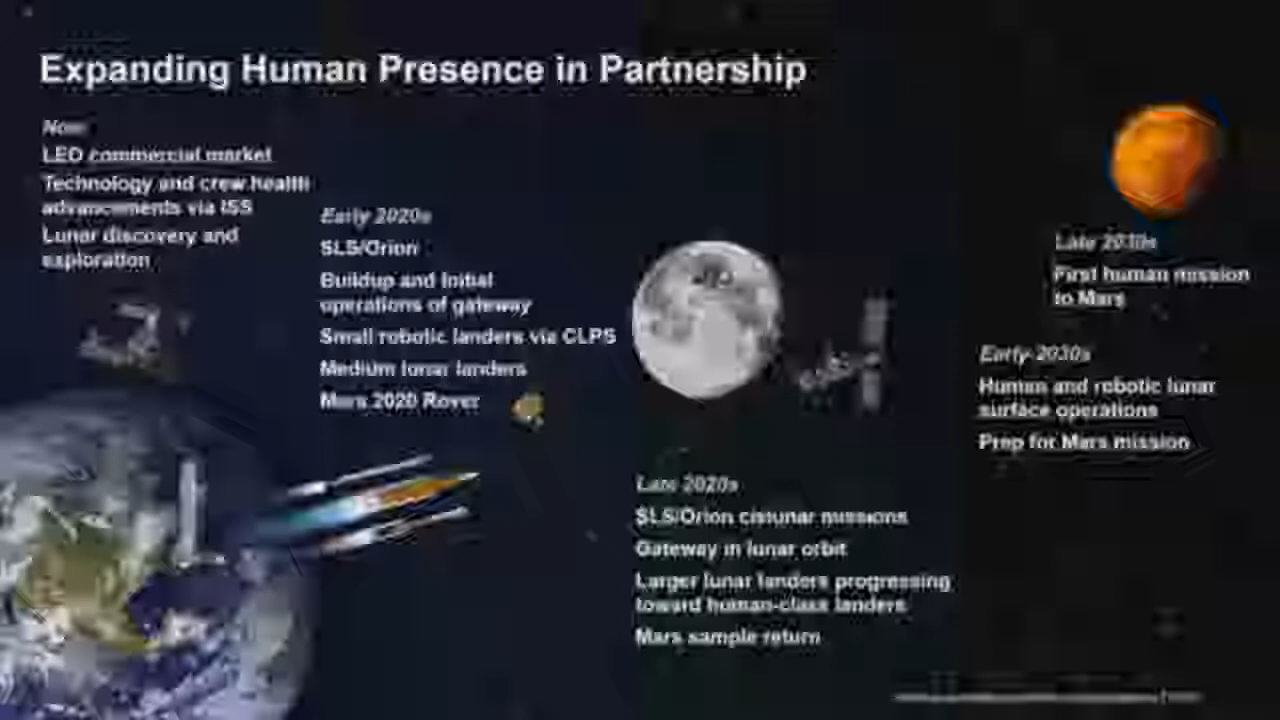 Expanding Human Presence in Partnership
Now
LEO commercial market
Technology and crew health
advancements via ISS
Lunar discovery and
exploration
Early 2020s
SLS/Orion
Buildup and initial
operations of gateway
Small robotic landers via CLPS
Medium lunar landers
Mars 2020 Rover
Late 2020s
SLS/Orion cislunar missions
Gateway in lunar orbit
Larger lunar landers progressing
toward human-class landers
Mars sample return
Early 2030s
Human and robotic lunar
surface operations
Prep for Mars mission
Late 2030s
First human mission
to Mars